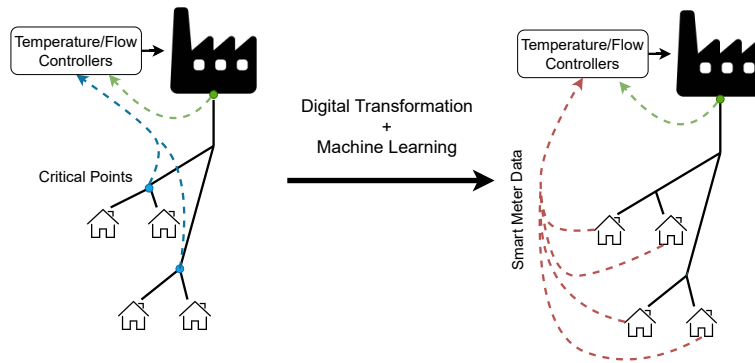 Temperature/Flow
Controllers
Critical Points
Digital Transformation
+
Machine Learning
Temperature/Flow
Controllers
Smart Meter Data